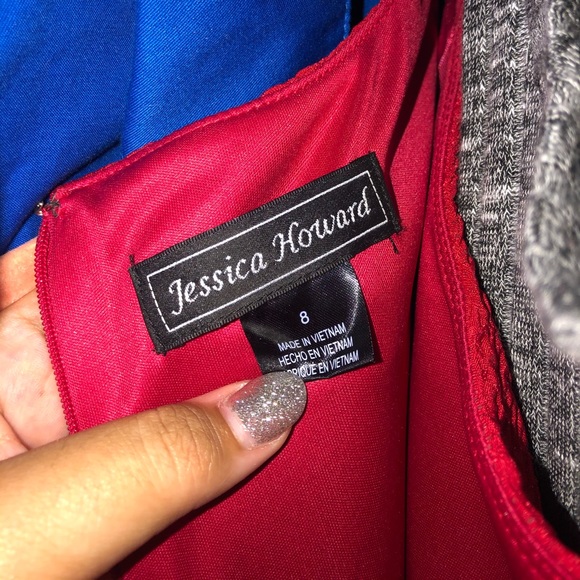 Jessica Howard
8
MADE IN VIETNAM
HECHO EN VIETNAM
EN VIETNAM